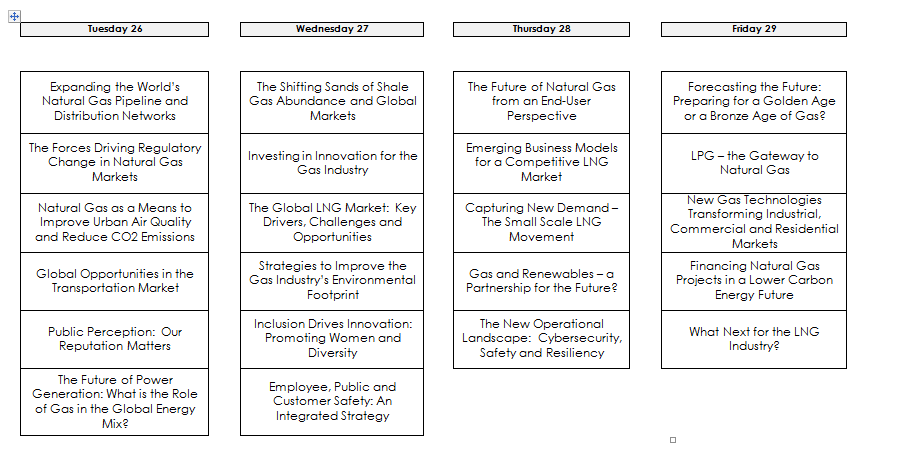 Tuesday 26
Expanding the World's
Natural Gas Pipeline and
Distribution Networks
The Forces Driving Regulatory
Change in Natural Gas
Markets
Natural Gas as a Means to
Improve Urban Air Quality
and Reduce CO2 Emissions
Global Opportunities in the
Transportation Market
Public Perception: Our
Reputation Matters
The Future of Power
Generation: What is the Role
of Gas in the Global Energy
Mix?
Wednesday 27
The Shifting Sands of Shale
Gas Abundance and Global
Markets
Investing in Innovation for the
Gas Industry
The Global LNG Market: Key
Drivers, Challenges and
Opportunities
Strategies to Improve the
Gas Industry's Environmental
Footprint
Inclusion Drives Innovation:
Promoting Women and
Diversity
Employee, Public and
Customer Safety: An
Integrated Strategy
Thursday 28
The Future of Natural Gas
from an End-User
Perspective
Emerging Business Models
for a Competitive LNG
Market
Capturing New Demand –
The Small Scale LNG
Movement
Gas and Renewables – a
Partnership for the Future?
The New Operational
Landscape: Cybersecurity,
Safety and Resiliency
Friday 29
Forecasting the Future:
Preparing for a Golden Age
or a Bronze Age of Gas?
LPG – the Gateway to
Natural Gas
New Gas Technologies
Transforming Industrial,
Commercial and Residential
Markets
Financing Natural Gas
Projects in a Lower Carbon
Energy Future
What Next for the LNG
Industry?